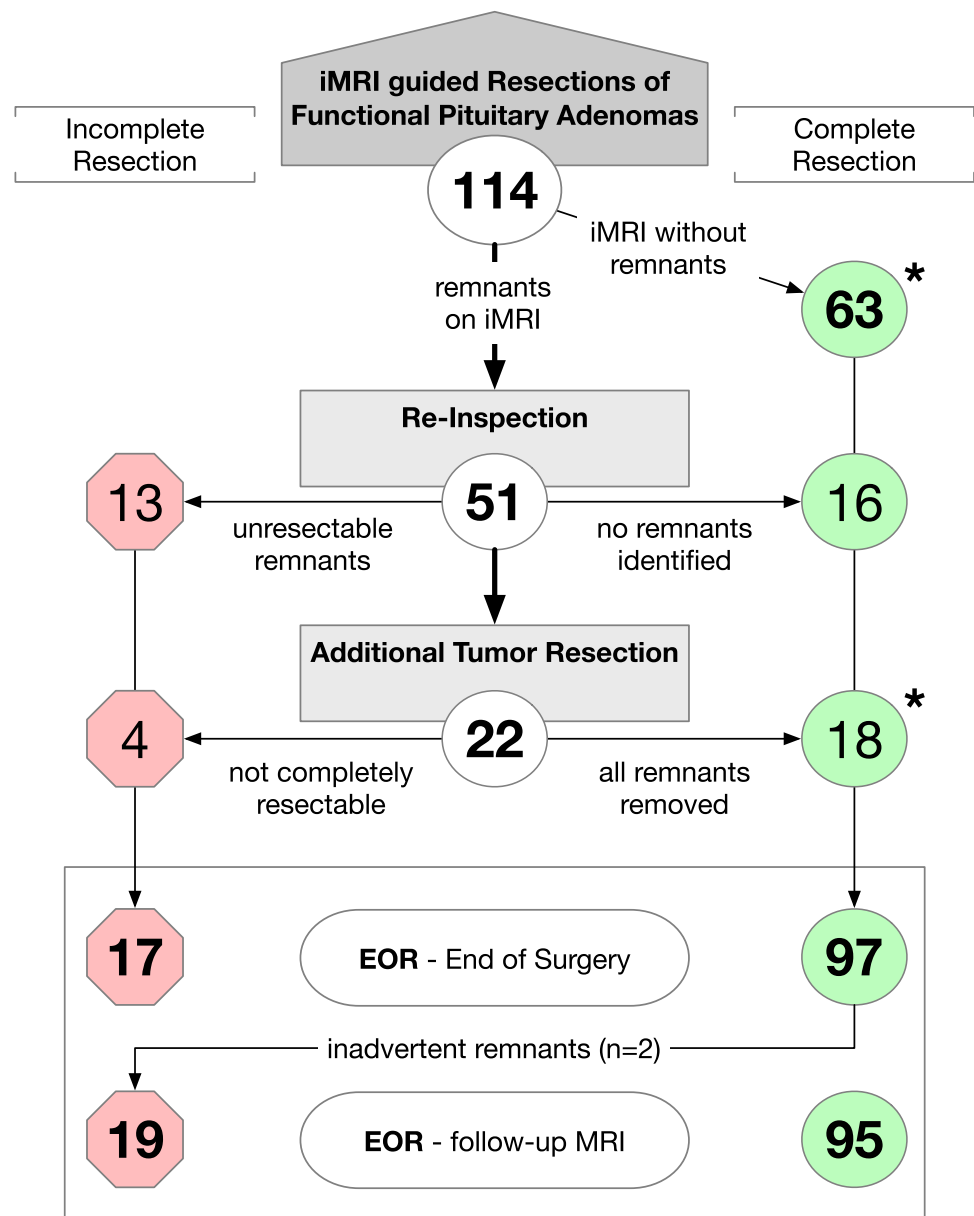 iMRI guided Resections of
Functional Pituitary Adenomas
Incomplete
Resection
Complete
Resection
114
iMRI without
remnants
63 *
remnants
on iMRI
Re-Inspection
13
51
16
unresectable
remnants
no remnants
identified
Additional Tumor Resection
4
22
18 *
not completely
resectable
all remnants
removed
17
EOR - End of Surgery
97
inadvertent remnants (n=2)
19
EOR - follow-up MRI
95